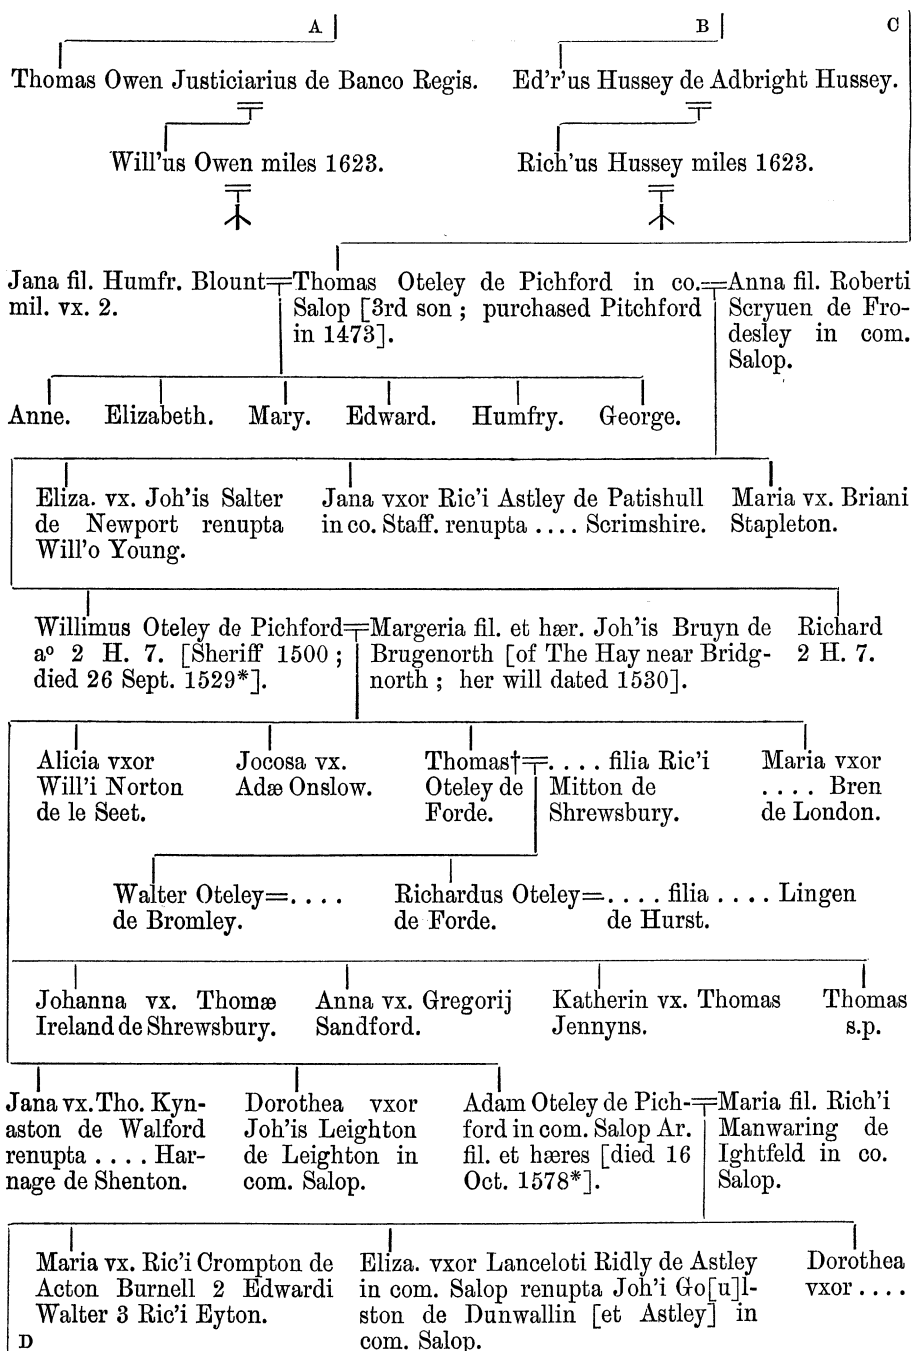 A B C
Thomas Owen Justiciarius de Banco Regis. Ed'r'us Hussey de Adbright Hussey.
Will'us Owen miles 1623. Rich'us Hussey miles 1623.
Jana fil. Humfr. Blount
mil. vx. 2.
Thomas Oteley de Pichford in co.
Salop [3rd son ; purchased Pitchford
in 1473].
Anna fil. Roberti
Scryuen de Fro-
desley in com.
Salop.
Anne. Elizabeth. Mary. Edward. Humfry. George.
Eliza. vx. Joh'is Salter
de Newport renupta
Will'o Young.
Jana vxor Ric'i Astley de Patishull
in co. Staff. renupta .... Scrimshire.
Maria vx. Briani
Stapleton.
Willimus Oteley de Pichford
aº 2 H. 7. [Sheriff 1500 ;
died 26 Sept. 1529*].
Margeria fil. et hær. Joh'is Bruyn de
Brugenorth [of The Hay near Bridg-
north ; her will dated 1530].
Richard
2 H. 7.
Alicia vxor
Will'i Norton
de le Seet.
Jocosa vx.
Adæ Onslow.
Thomas†
Oteley de
Forde.
.... filia Ric'i
Mitton de
Shrewsbury.
Maria vxor
.... Bren
de London.
Walter Oteley=....
de Bromley.
Richardus Oteley=.... filia .... Lingen
de Forde. de Hurst.
Johanna vx. Thomæ
Ireland de Shrewsbury.
Anna vx. Gregorij
Sandford.
Katherin vx. Thomas
Jennyns.
Thomas
s.p.
Jana vx. Tho. Kyn-
aston de Walford
renupta .... Har-
nage de Shenton.
Dorothea vxor
Joh'is Leighton
de Leighton in
com. Salop.
Adam Oteley de Pich-
ford in com. Salop Ar.
fil. et hæres [died 16
Oct. 1578*].
Maria fil. Rich'i
Manwaring de
Ightfeld in co.
Salop.
Maria vx. Ric'i Crompton de
Acton Burnell 2 Edwardi
Walter 3 Ric'i Eyton.
Eliza. vxor Lanceloti Ridly de Astley
in com. Salop renupta Joh'i Go[u]l-
ston de Dunwallin [et Astley] in
com. Salop.
Dorothea
vxor ....
D